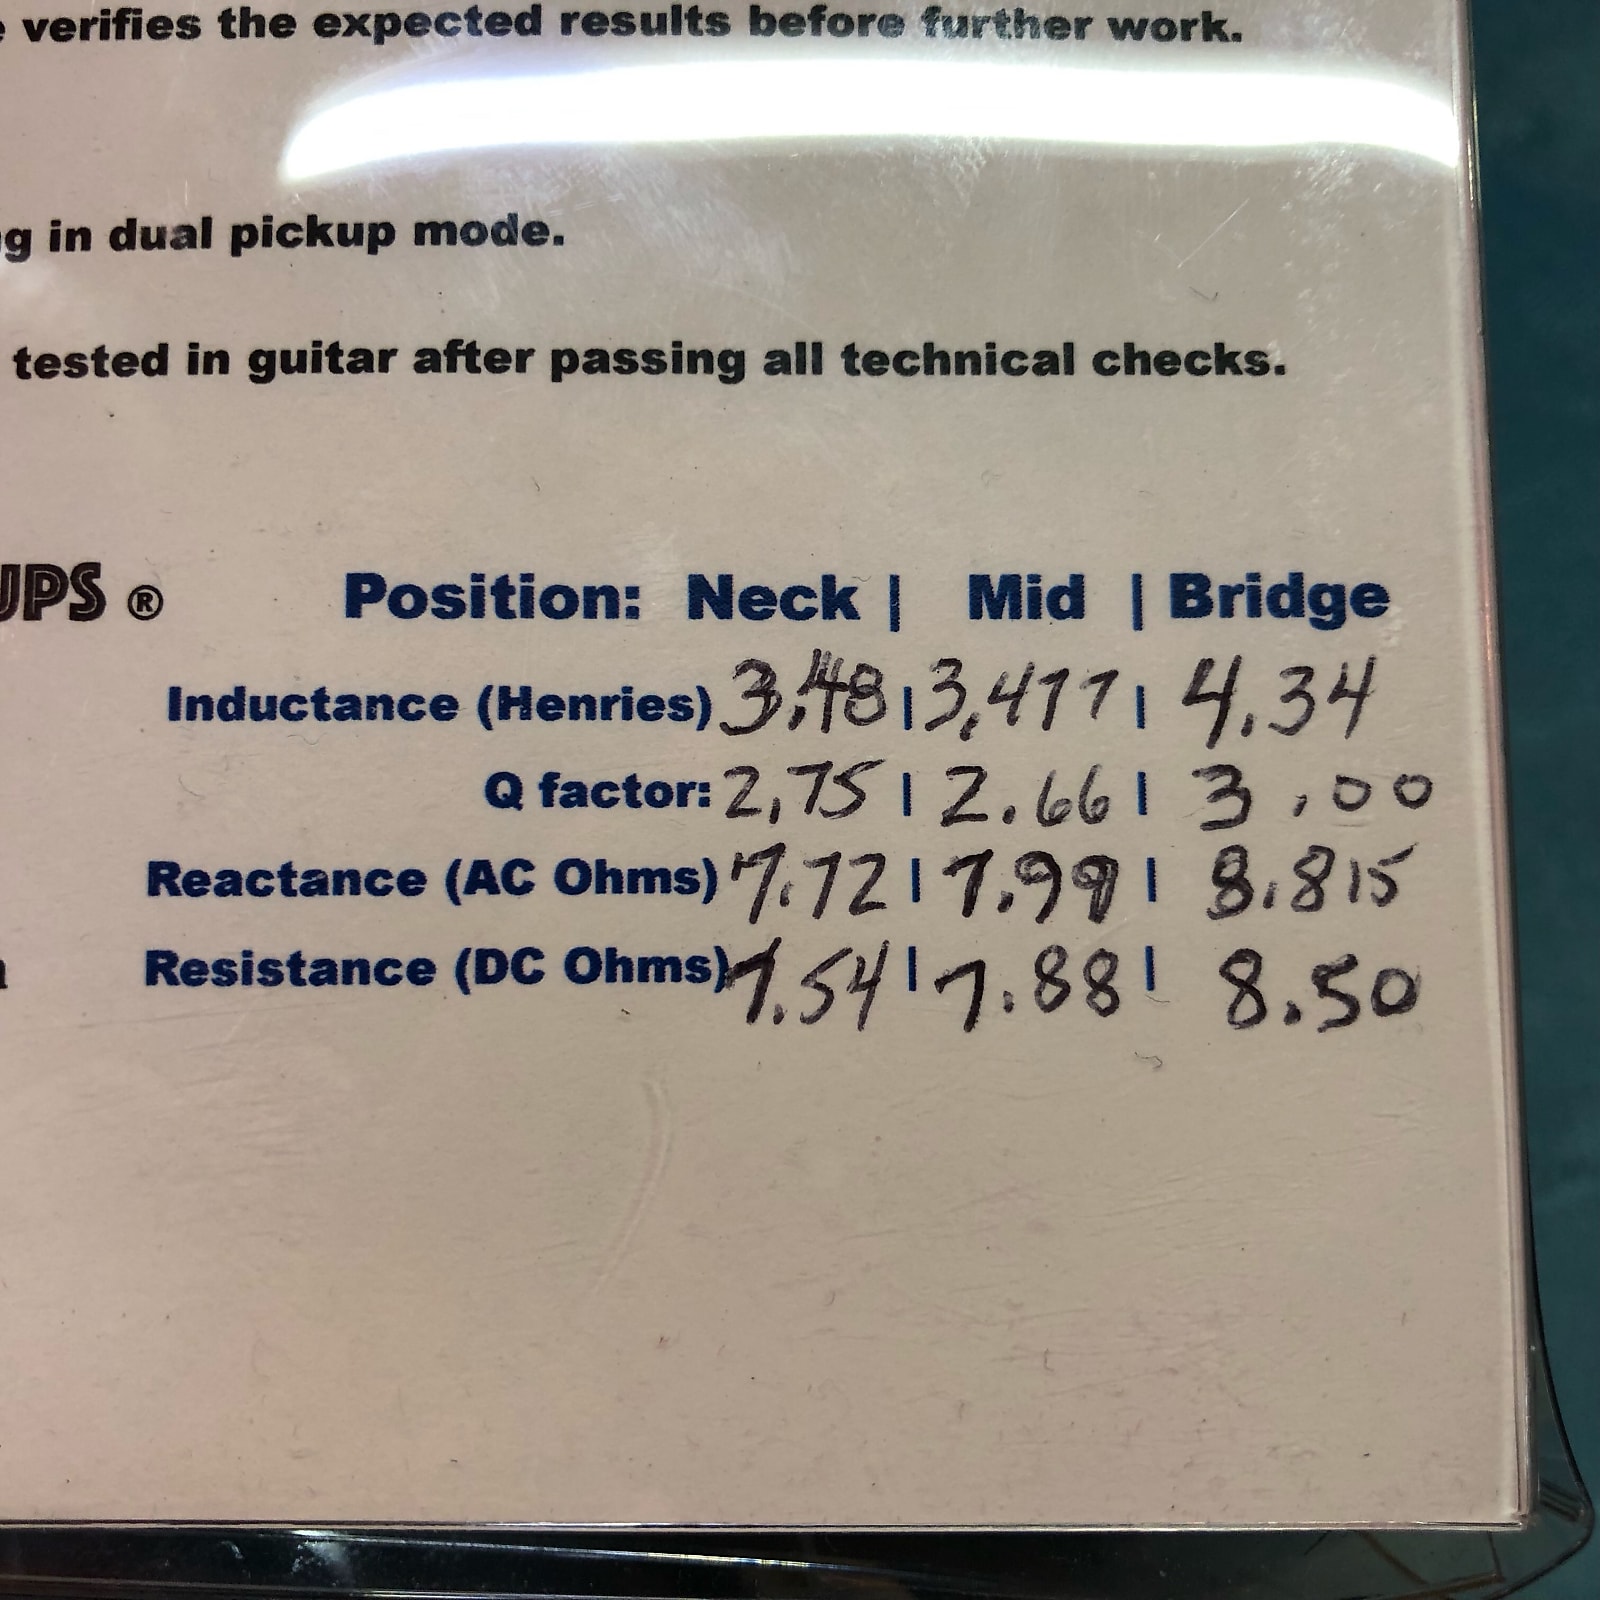 verifies the expected results before further work.
g in dual pickup mode.
tested in guitar after passing all technical checks.
UPS ® Position: Neck | Mid | Bridge
Inductance (Henries) 3.48 | 3.477 | 4.34
Q factor: 2.75 | 2.66 | 3.00
Reactance (AC Ohms) 7.72 | 7.99 | 8.815
Resistance (DC Ohms) 7.54 | 7.88 | 8.50